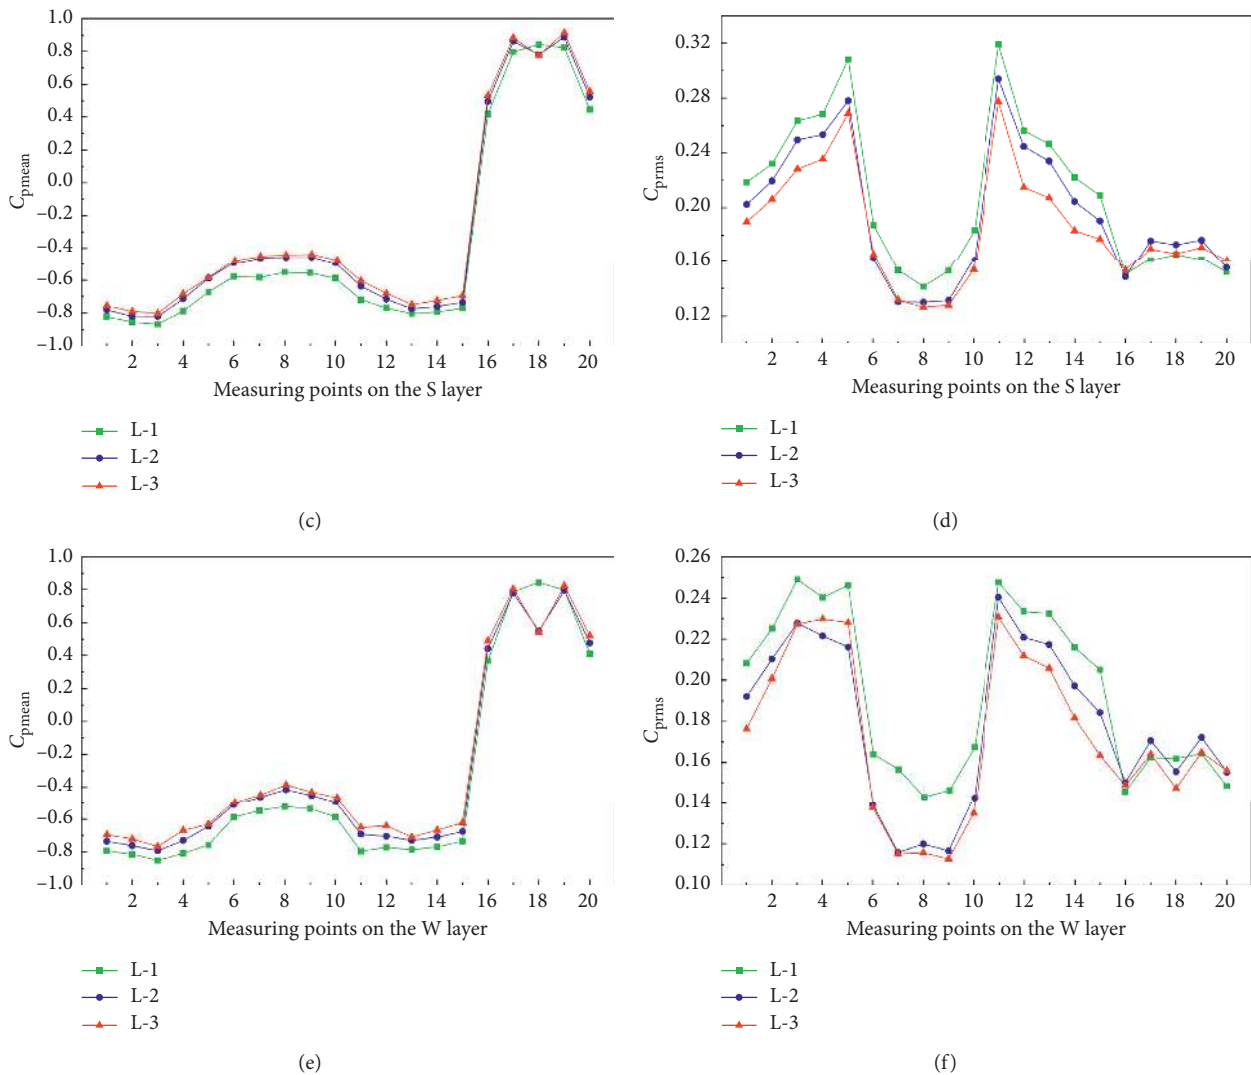 1.0
0.8
0.6
0.4
0.2
0.0
−0.2
−0.4
−0.6
−0.8
−1.0
C_pmean
2 4 6 8 10 12 14 16 18 20
Measuring points on the S layer
L-1
L-2
L-3
(c)
0.32
0.28
0.24
0.20
0.16
0.12
C_prms
2 4 6 8 10 12 14 16 18 20
Measuring points on the S layer
L-1
L-2
L-3
(d)
1.0
0.8
0.6
0.4
0.2
0.0
−0.2
−0.4
−0.6
−0.8
−1.0
C_pmean
2 4 6 8 10 12 14 16 18 20
Measuring points on the W layer
L-1
L-2
L-3
(e)
0.26
0.24
0.22
0.20
0.18
0.16
0.14
0.12
0.10
C_prms
2 4 6 8 10 12 14 16 18 20
Measuring points on the W layer
L-1
L-2
L-3
(f)